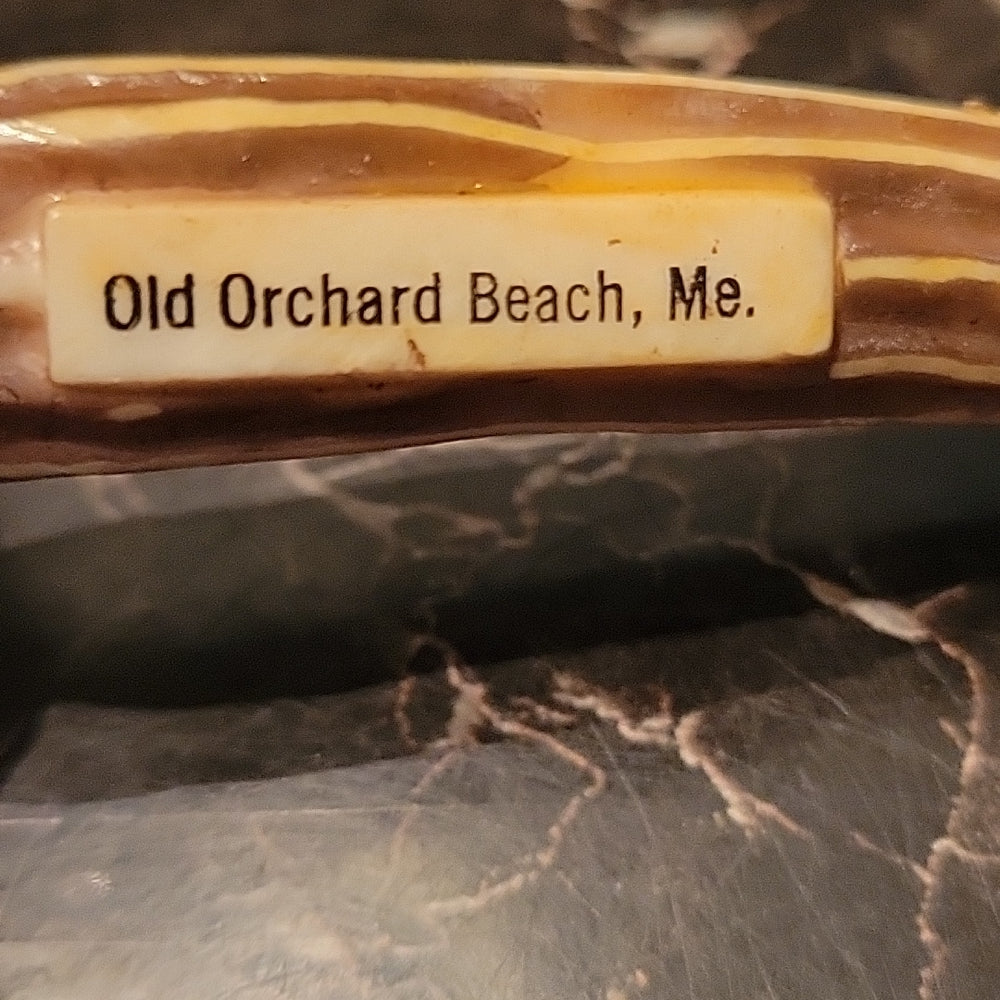 Old Orchard Beach, Me.